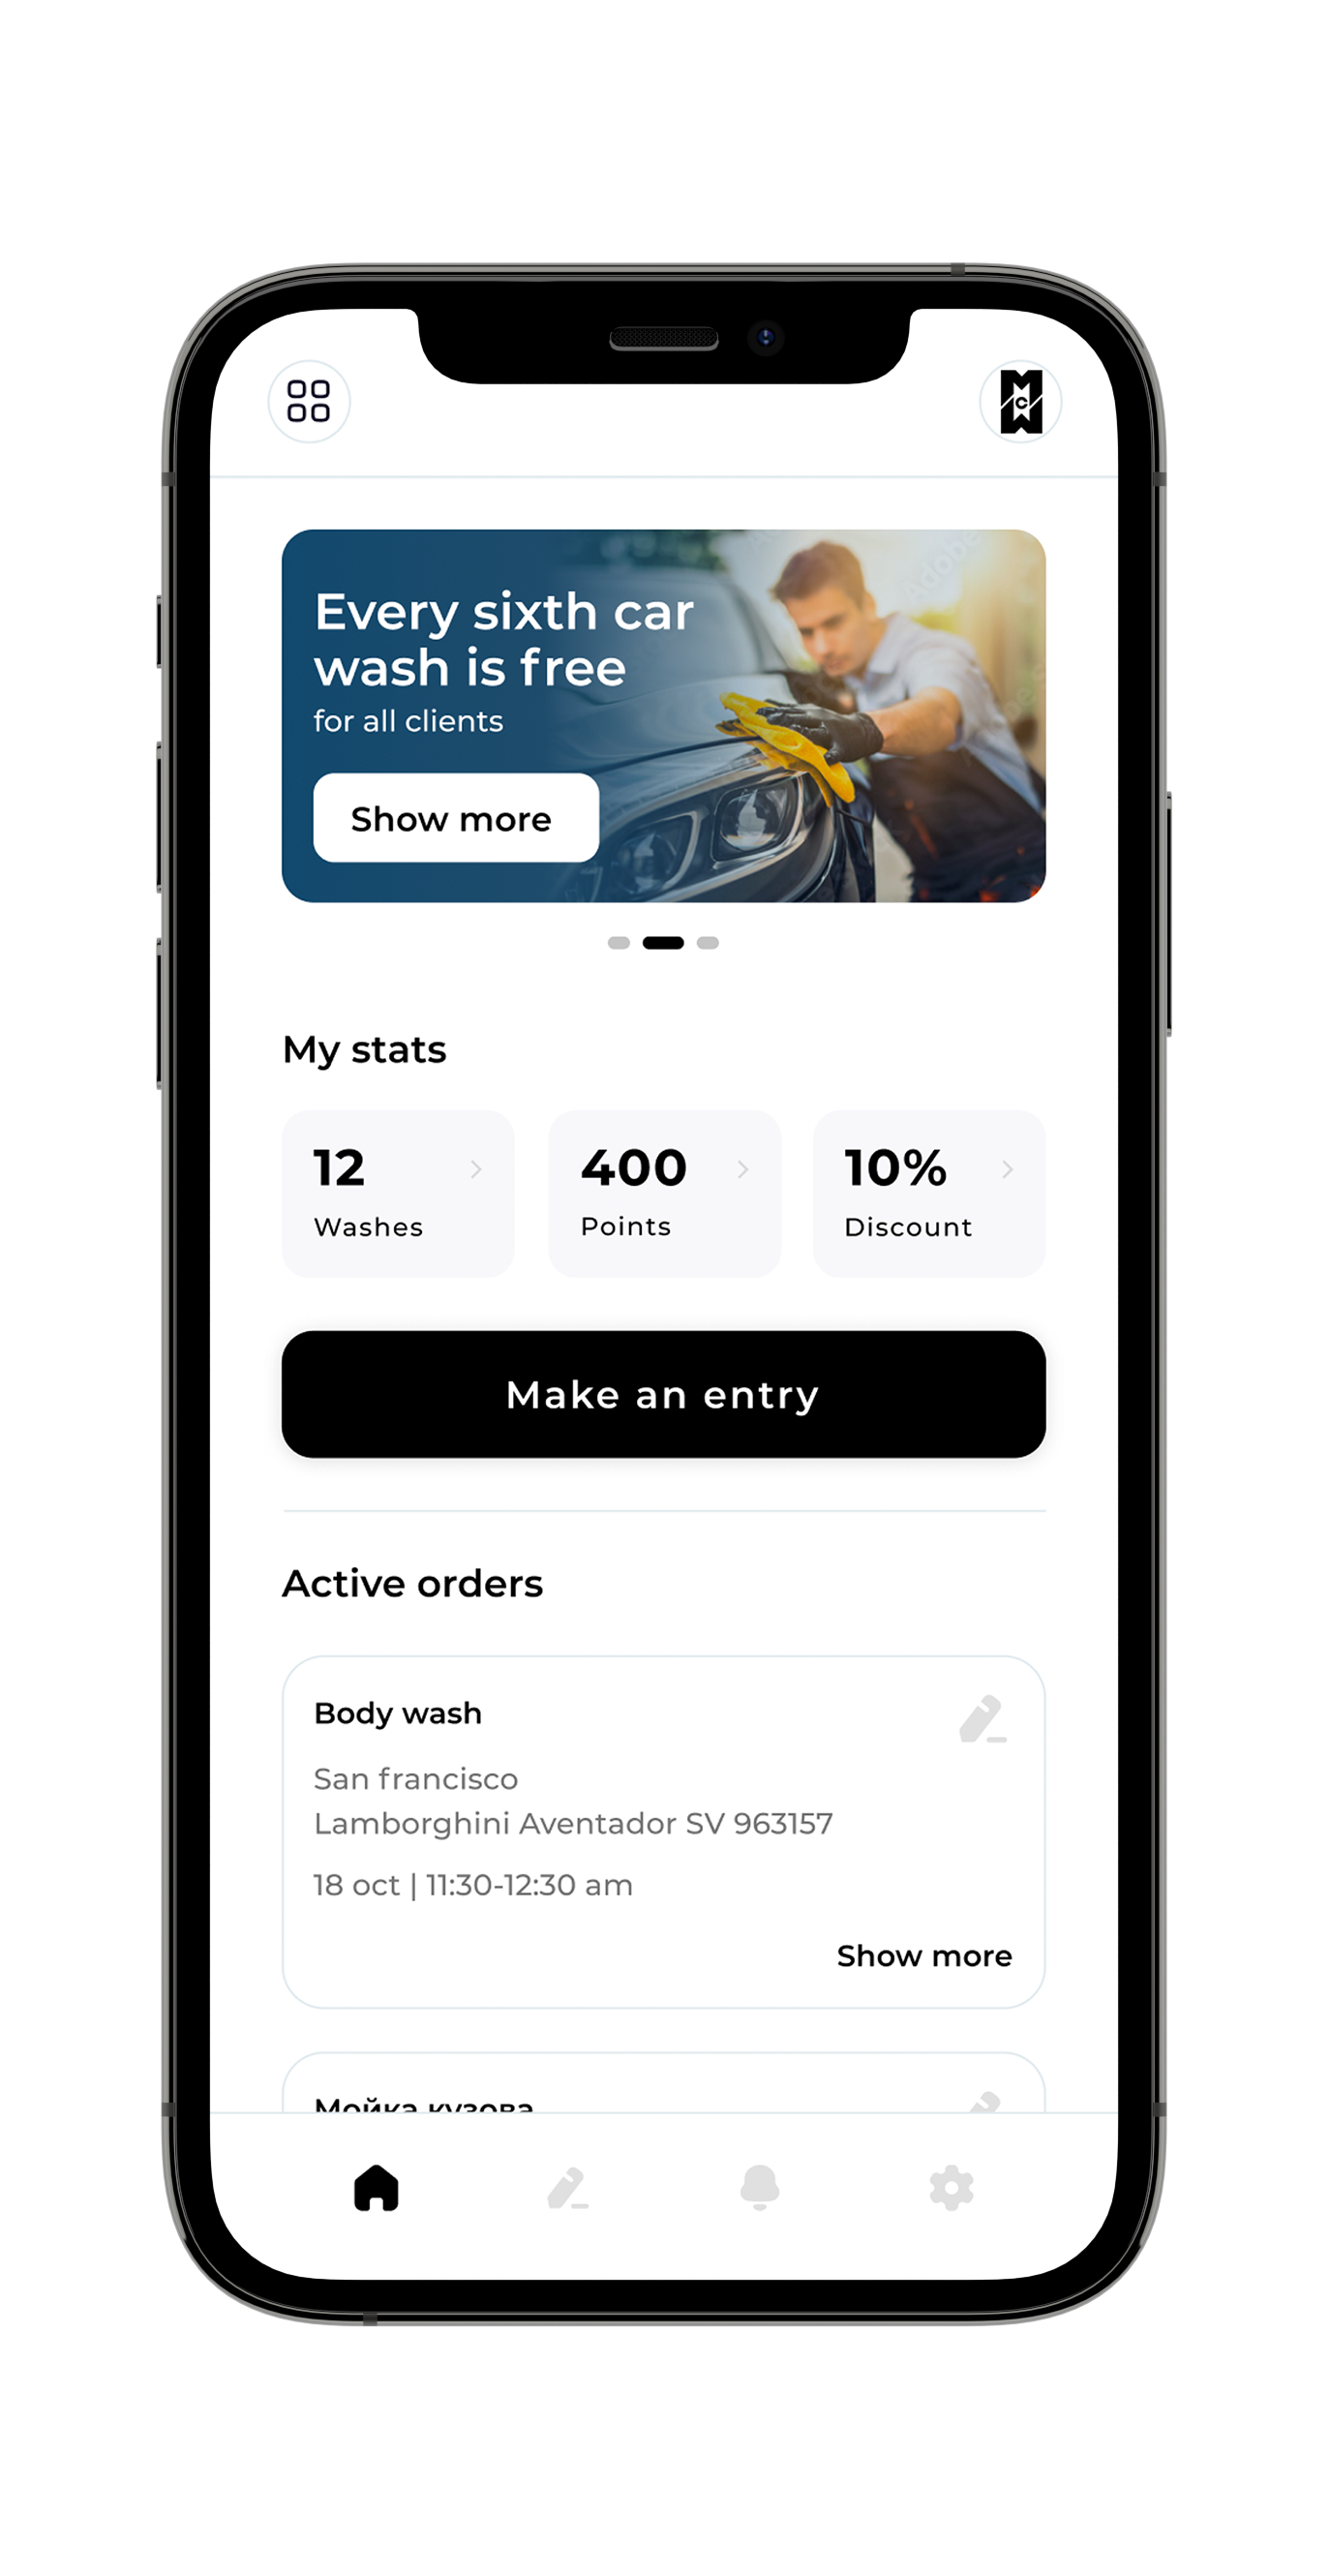 Every sixth car
wash is free
for all clients
Show more
My stats
12
Washes
400
Points
10%
Discount
Make an entry
Active orders
Body wash
San francisco
Lamborghini Aventador SV 963157
18 oct | 11:30-12:30 am
Show more
Мойка кузова